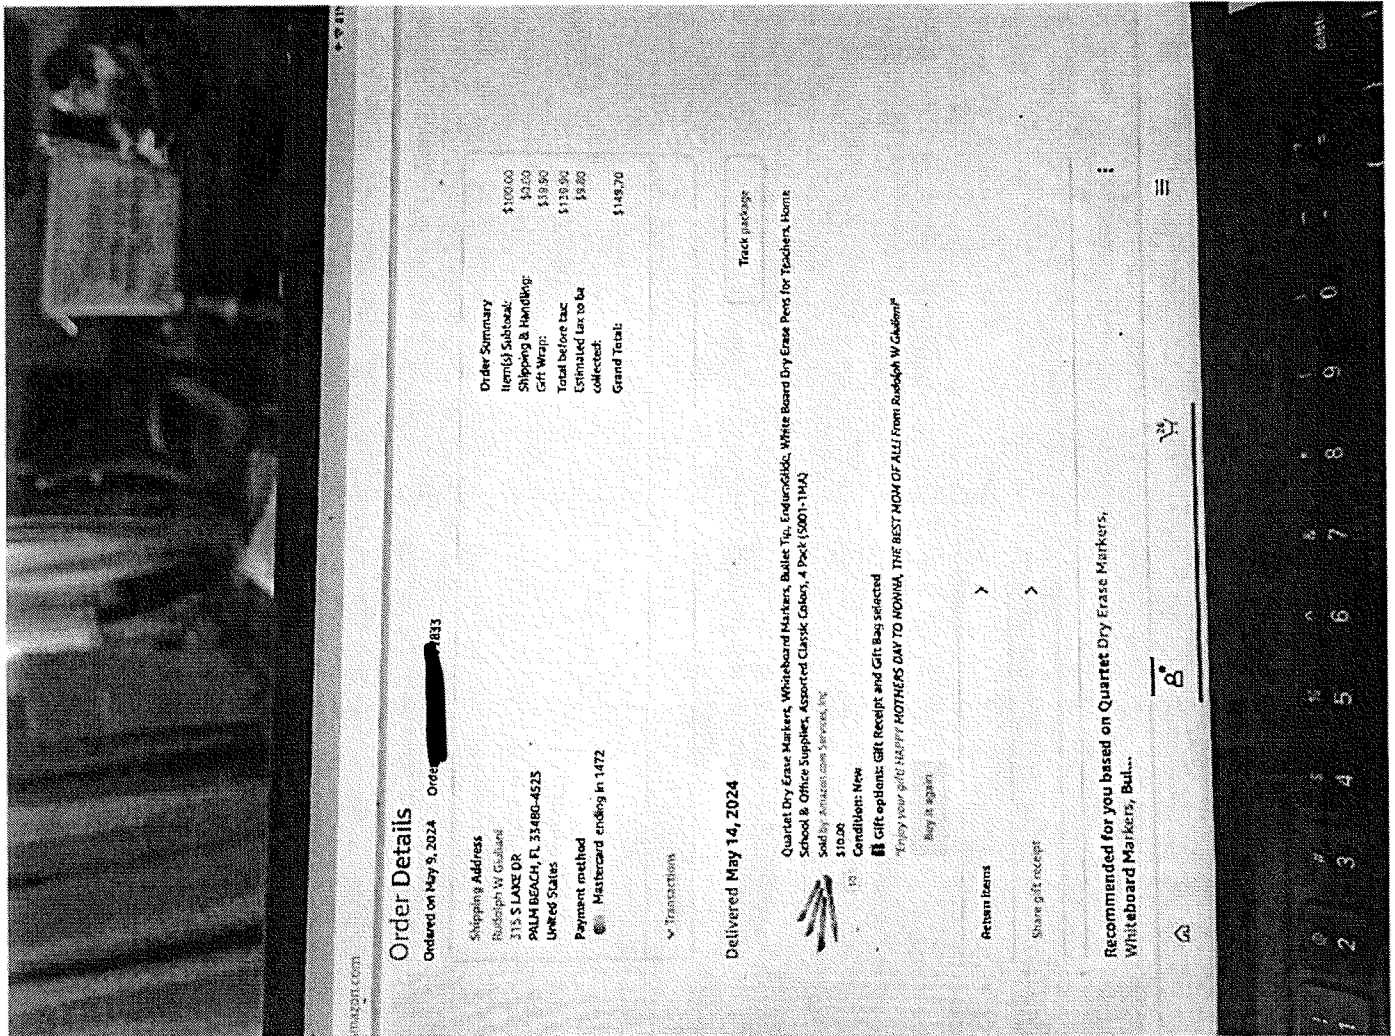 81%
mazon.com
Order Details
Ordered on May 9, 2024 Orde 7833
Shipping Address
Rudolph W Giuliani
315 S LAKE DR
PALM BEACH, FL 33480-4525
United States
Payment method
Mastercard ending in 1472
Transactions
Order Summary
Item(s) Subtotal: $100.00
Shipping & Handling: $0.00
Gift Wrap: $39.90
Total before tax: $139.90
Estimated tax to be collected: $9.80
Grand Total: $149.70
Delivered May 14, 2024
Track package
Quartet Dry Erase Markers, Whiteboard Markers, Bullet Tip, EnduraGlide, White Board Dry Erase Pens for Teachers, Home
School & Office Supplies, Assorted Classic Colors, 4 Pack (5001-1MA)
Sold by: Amazon.com Services, Inc
$10.00
Condition: New
Gift options: Gift Receipt and Gift Bag selected
"Enjoy your gift! HAPPY MOTHERS DAY TO NONNA, THE BEST MOM OF ALL! From Rudolph W Giuliani"
Buy it again
10
Return items
Share gift receipt
Recommended for you based on Quartet Dry Erase Markers,
Whiteboard Markers, Bul...
1 2 3 4 5 6 7 8 9 0
delete